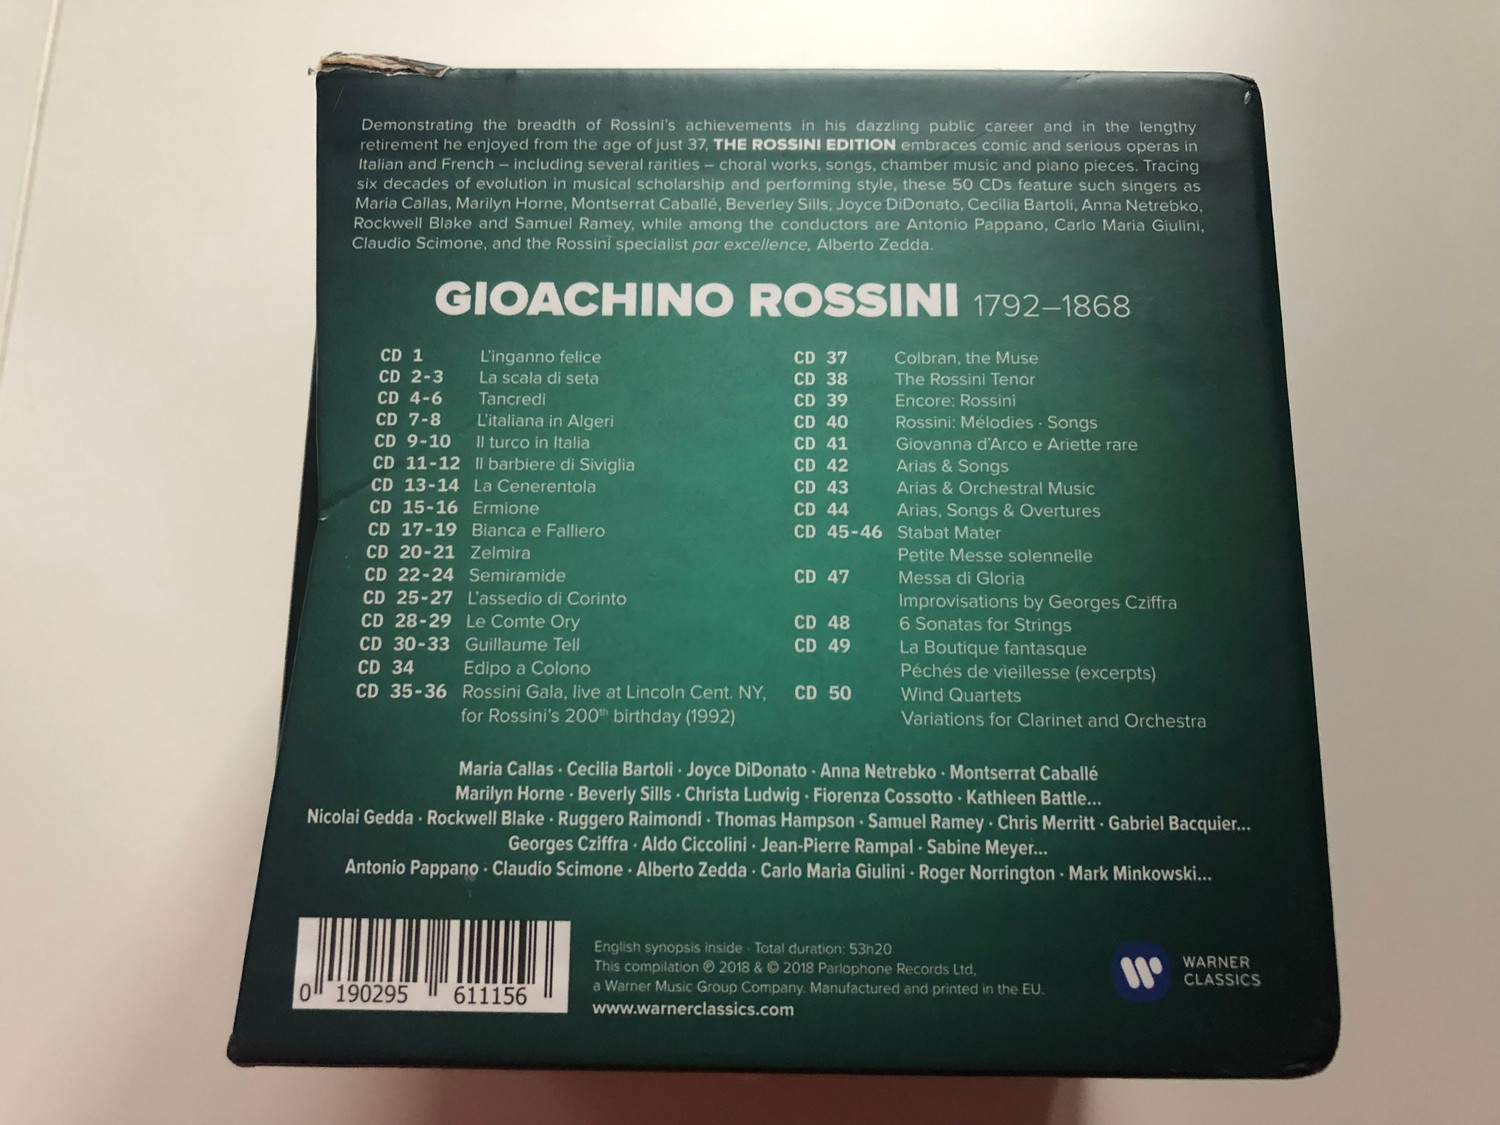 Demonstrating the breadth of Rossini's achievements in his dazzling public career and in the lengthy
retirement he enjoyed from the age of just 37, THE ROSSINI EDITION embraces comic and serious operas in
Italian and French – including several rarities – choral works, songs, chamber music and piano pieces. Tracing
six decades of evolution in musical scholarship and performing style, these 50 CDs feature such singers as
Maria Callas, Marilyn Horne, Montserrat Caballé, Beverley Sills, Joyce DiDonato, Cecilia Bartoli, Anna Netrebko,
Rockwell Blake and Samuel Ramey, while among the conductors are Antonio Pappano, Carlo Maria Giulini,
Claudio Scimone, and the Rossini specialist par excellence, Alberto Zedda.
GIOACHINO ROSSINI 1792–1868
CD 1 L'inganno felice
CD 2-3 La scala di seta
CD 4-6 Tancredi
CD 7-8 L'italiana in Algeri
CD 9-10 Il turco in Italia
CD 11-12 Il barbiere di Siviglia
CD 13-14 La Cenerentola
CD 15-16 Ermione
CD 17-19 Bianca e Falliero
CD 20-21 Zelmira
CD 22-24 Semiramide
CD 25-27 L'assedio di Corinto
CD 28-29 Le Comte Ory
CD 30-33 Guillaume Tell
CD 34 Edipo a Colono
CD 35-36 Rossini Gala, live at Lincoln Cent. NY,
for Rossini's 200th birthday (1992)
CD 37 Colbran, the Muse
CD 38 The Rossini Tenor
CD 39 Encore: Rossini
CD 40 Rossini: Mélodies · Songs
CD 41 Giovanna d'Arco e Ariette rare
CD 42 Arias & Songs
CD 43 Arias & Orchestral Music
CD 44 Arias, Songs & Overtures
CD 45-46 Stabat Mater
Petite Messe solennelle
CD 47 Messa di Gloria
Improvisations by Georges Cziffra
CD 48 6 Sonatas for Strings
CD 49 La Boutique fantasque
Péchés de vieillesse (excerpts)
CD 50 Wind Quartets
Variations for Clarinet and Orchestra
Maria Callas · Cecilia Bartoli · Joyce DiDonato · Anna Netrebko · Montserrat Caballé
Marilyn Horne · Beverly Sills · Christa Ludwig · Fiorenza Cossotto · Kathleen Battle...
Nicolai Gedda · Rockwell Blake · Ruggero Raimondi · Thomas Hampson · Samuel Ramey · Chris Merritt · Gabriel Bacquier...
Georges Cziffra · Aldo Ciccolini · Jean-Pierre Rampal · Sabine Meyer...
Antonio Pappano · Claudio Scimone · Alberto Zedda · Carlo Maria Giulini · Roger Norrington · Mark Minkowski...
0 190295 611156
English synopsis inside · Total duration: 53h20
This compilation ℗ 2018 & © 2018 Parlophone Records Ltd,
a Warner Music Group Company. Manufactured and printed in the EU.
www.warnerclassics.com
WARNER
CLASSICS